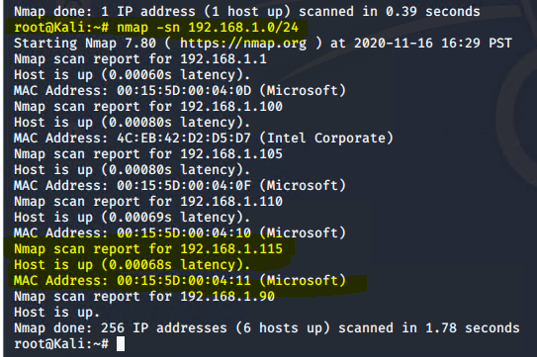 Nmap done: 1 IP address (1 host up) scanned in 0.39 seconds
root@Kali:~# nmap -sn 192.168.1.0/24
Starting Nmap 7.80 ( https://nmap.org ) at 2020-11-16 16:29 PST
Nmap scan report for 192.168.1.1
Host is up (0.00060s latency).
MAC Address: 00:15:5D:00:04:0D (Microsoft)
Nmap scan report for 192.168.1.100
Host is up (0.00080s latency).
MAC Address: 4C:EB:42:D2:D5:D7 (Intel Corporate)
Nmap scan report for 192.168.1.105
Host is up (0.00080s latency).
MAC Address: 00:15:5D:00:04:0F (Microsoft)
Nmap scan report for 192.168.1.110
Host is up (0.00069s latency).
MAC Address: 00:15:5D:00:04:10 (Microsoft)
Nmap scan report for 192.168.1.115
Host is up (0.00068s latency).
MAC Address: 00:15:5D:00:04:11 (Microsoft)
Nmap scan report for 192.168.1.90
Host is up.
Nmap done: 256 IP addresses (6 hosts up) scanned in 1.78 seconds
root@Kali:~#